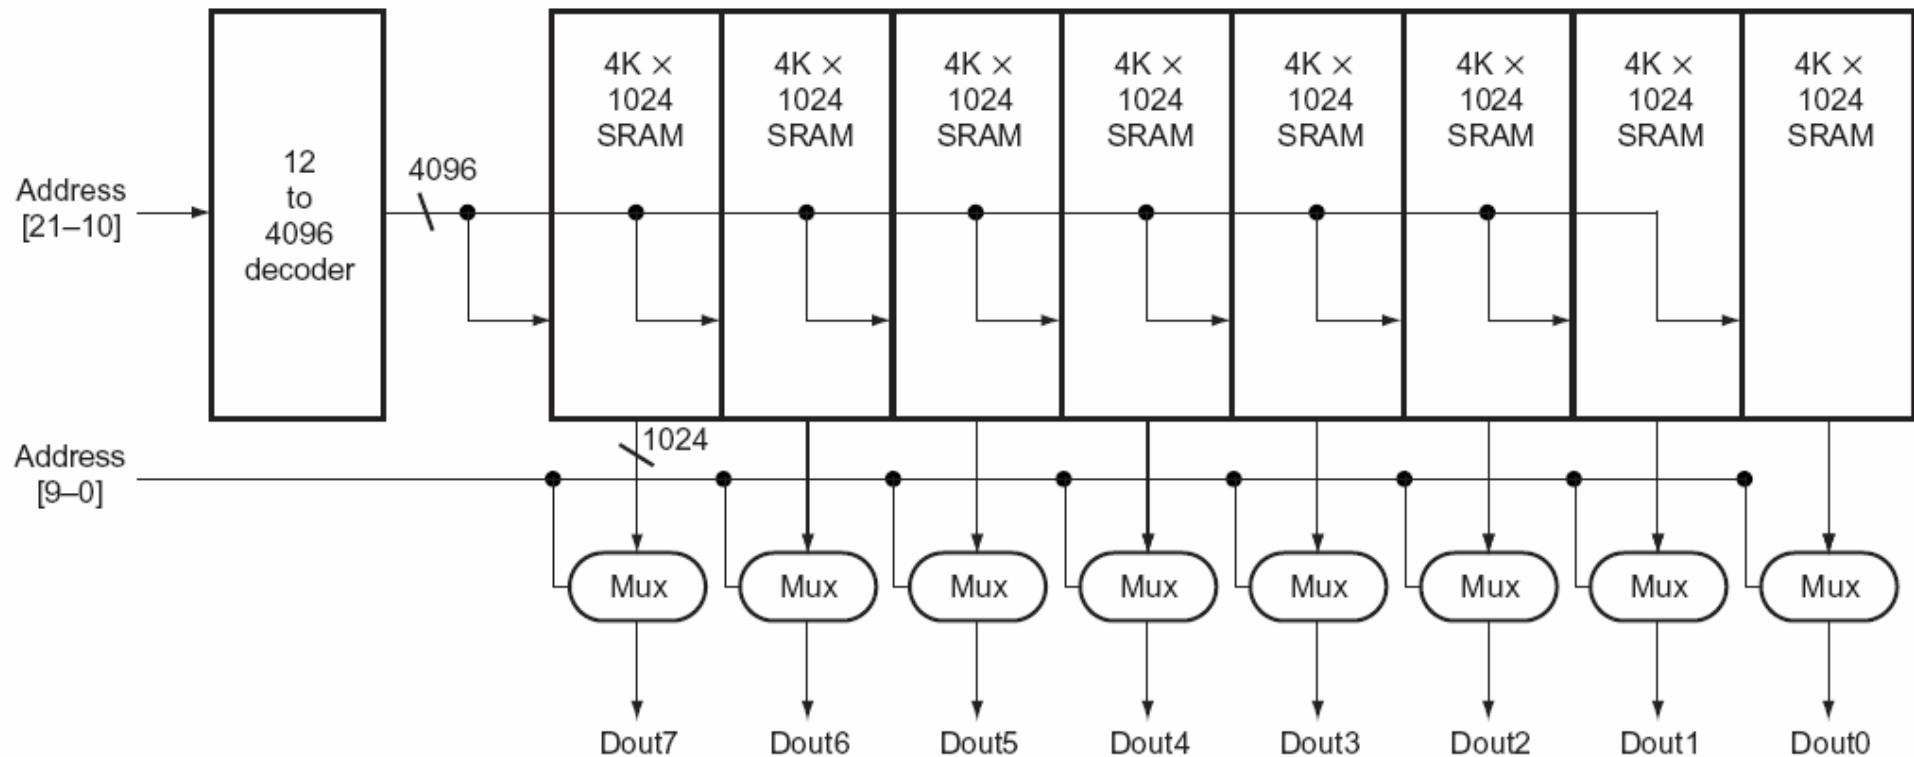 4K ×
1024
SRAM
4K ×
1024
SRAM
4K ×
1024
SRAM
4K ×
1024
SRAM
4K ×
1024
SRAM
4K ×
1024
SRAM
4K ×
1024
SRAM
4K ×
1024
SRAM
Address
[21–10]
12
to
4096
decoder
4096
1024
Address
[9–0]
Mux
Mux
Mux
Mux
Mux
Mux
Mux
Mux
Dout7
Dout6
Dout5
Dout4
Dout3
Dout2
Dout1
Dout0